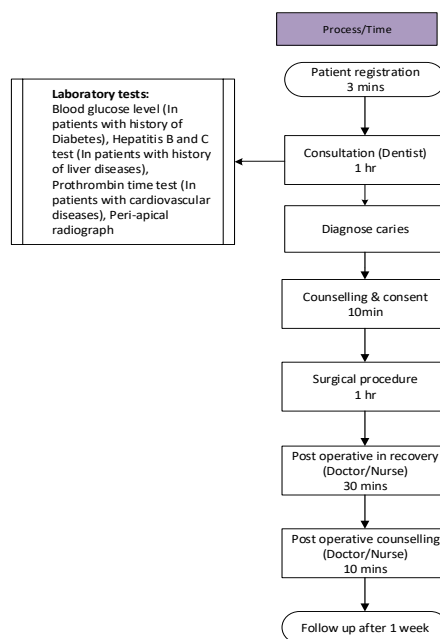 Process/Time
Patient registration
3 mins
Laboratory tests:
Blood glucose level (In
patients with history of
Diabetes), Hepatitis B and C
test (In patients with history
of liver diseases),
Prothrombin time test (In
patients with cardiovascular
diseases), Peri-apical
radiograph
Consultation (Dentist)
1 hr
Diagnose caries
Counselling & consent
10min
Surgical procedure
1 hr
Post operative in recovery
(Doctor/Nurse)
30 mins
Post operative counselling
(Doctor/Nurse)
10 mins
Follow up after 1 week